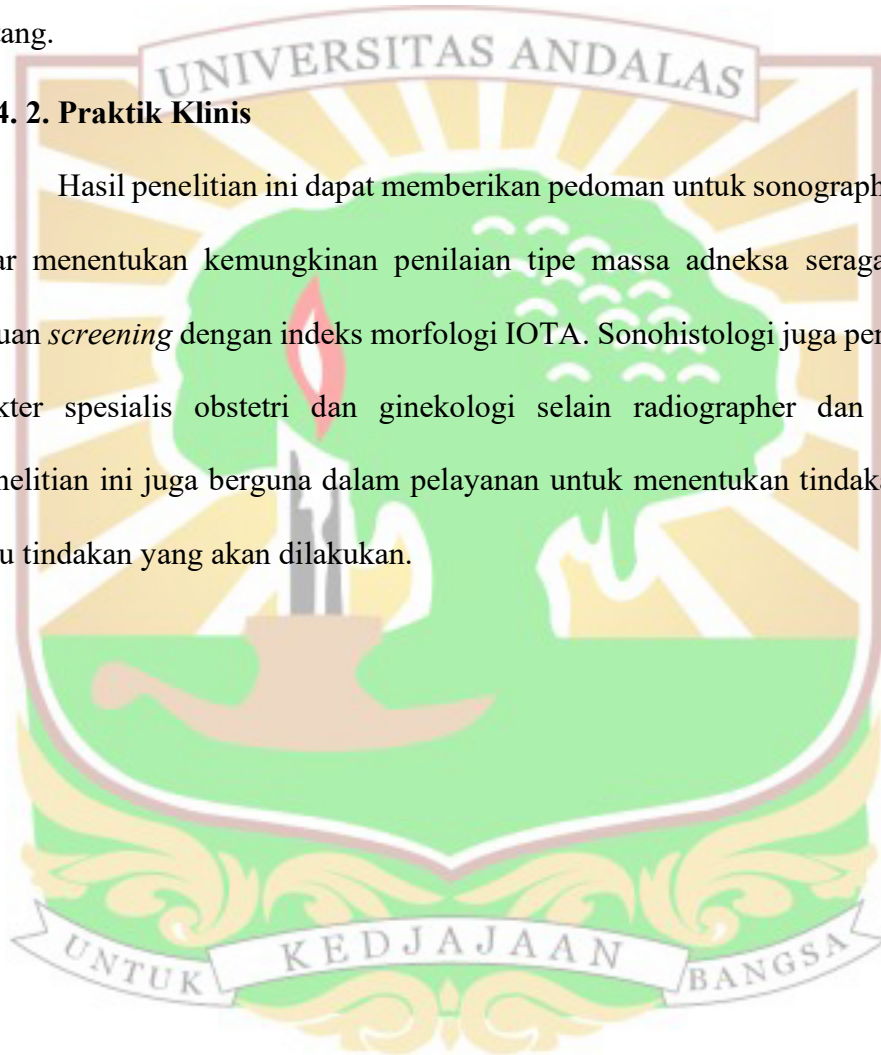 tang.
UNIVERSITAS ANDALAS
4. 2. Praktik Klinis
Hasil penelitian ini dapat memberikan pedoman untuk sonograph
ar menentukan kemungkinan penilaian tipe massa adneksa seraga
uan screening dengan indeks morfologi IOTA. Sonohistologi juga per
kter spesialis obstetri dan ginekologi selain radiographer dan
nelitian ini juga berguna dalam pelayanan untuk menentukan tindaka
u tindakan yang akan dilakukan.
UNTUK KEDJAJAAN BANGSA